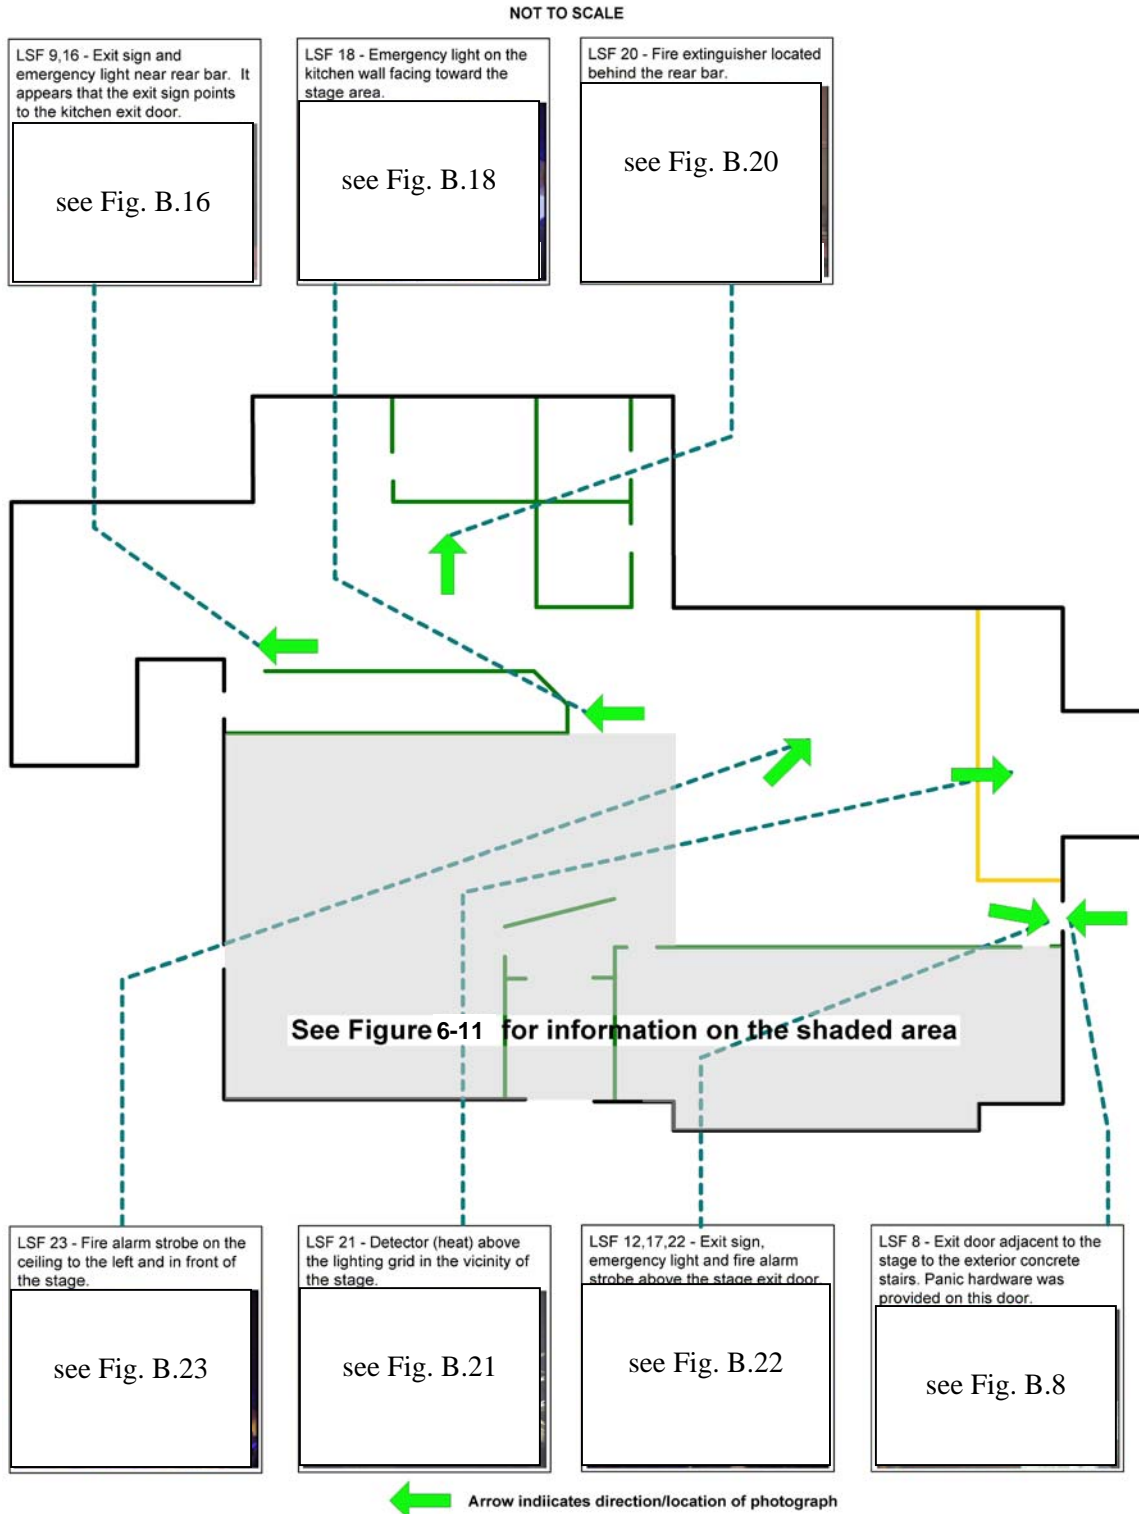 NOT TO SCALE
LSF 9,16 - Exit sign and
emergency light near rear bar. It
appears that the exit sign points
to the kitchen exit door.
see Fig. B.16
LSF 18 - Emergency light on the
kitchen wall facing toward the
stage area.
see Fig. B.18
LSF 20 - Fire extinguisher located
behind the rear bar.
see Fig. B.20
See Figure 6-11 for information on the shaded area
LSF 23 - Fire alarm strobe on the
ceiling to the left and in front of
the stage.
see Fig. B.23
LSF 21 - Detector (heat) above
the lighting grid in the vicinity of
the stage.
see Fig. B.21
LSF 12,17,22 - Exit sign,
emergency light and fire alarm
strobe above the stage exit door
see Fig. B.22
LSF 8 - Exit door adjacent to the
stage to the exterior concrete
stairs. Panic hardware was
provided on this door.
see Fig. B.8
Arrow indiicates direction/location of photograph